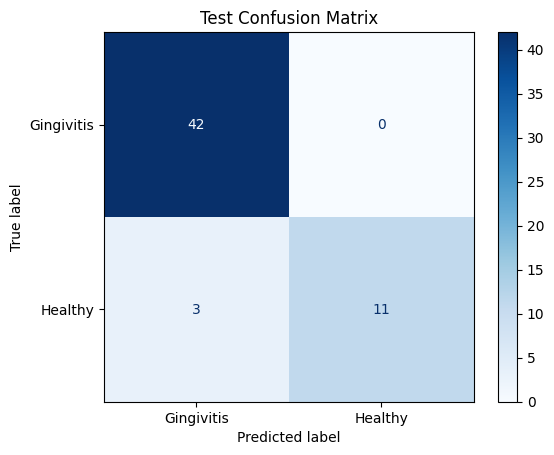 Test Confusion Matrix
True label
Gingivitis
42
0
Healthy
3
11
Gingivitis
Healthy
Predicted label
40
35
30
25
20
15
10
5
0